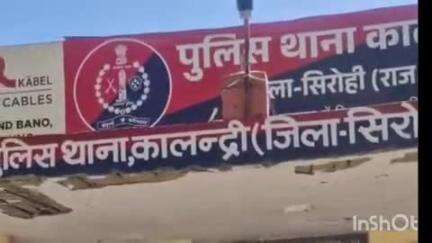 पुलिस थाना का
जिला-सिरोही (राज
KABEL
CABLES
ND BANO,
पुलिस थाना,कालन्द्री (जिला-सिरो
InShOt